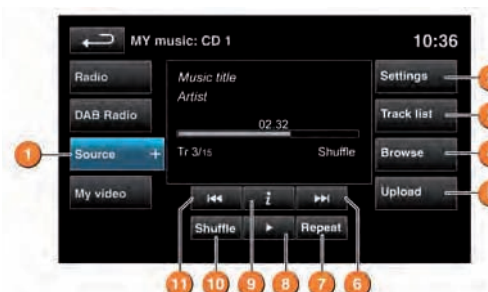 MY music: CD 1 10:36
Radio
Music title
Settings
Artist
DAB Radio
Track list
02.32
1
Source +
Tr 3/15 Shuffle
Browse
My video
i
Upload
Shuffle
Repeat
11 10 9 8 7 6